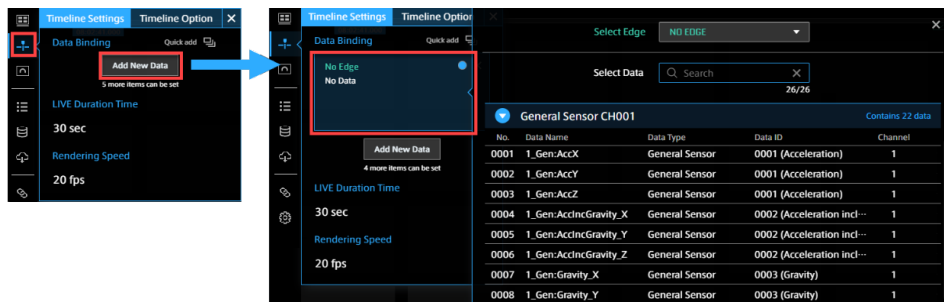 Timeline Settings Timeline Option ×
Data Binding Quick add
Add New Data
5 more items can be set
LIVE Duration Time
30 sec
Rendering Speed
20 fps
Timeline Settings Timeline Option
Data Binding Quick add
No Edge
No Data
Add New Data
4 more items can be set
LIVE Duration Time
30 sec
Rendering Speed
20 fps
Select Edge NO EDGE
Select Data Search
26/26
General Sensor CH001 Contains 22 data
No. Data Name Data Type Data ID Channel
0001 1_Gen:AccX General Sensor 0001 (Acceleration) 1
0002 1_Gen:AccY General Sensor 0001 (Acceleration) 1
0003 1_Gen:AccZ General Sensor 0001 (Acceleration) 1
0004 1_Gen:AccIncGravity_X General Sensor 0002 (Acceleration incl··· 1
0005 1_Gen:AccIncGravity_Y General Sensor 0002 (Acceleration incl··· 1
0006 1_Gen:AccIncGravity_Z General Sensor 0002 (Acceleration incl··· 1
0007 1_Gen:Gravity_X General Sensor 0003 (Gravity) 1
0008 1_Gen:Gravity_Y General Sensor 0003 (Gravity) 1